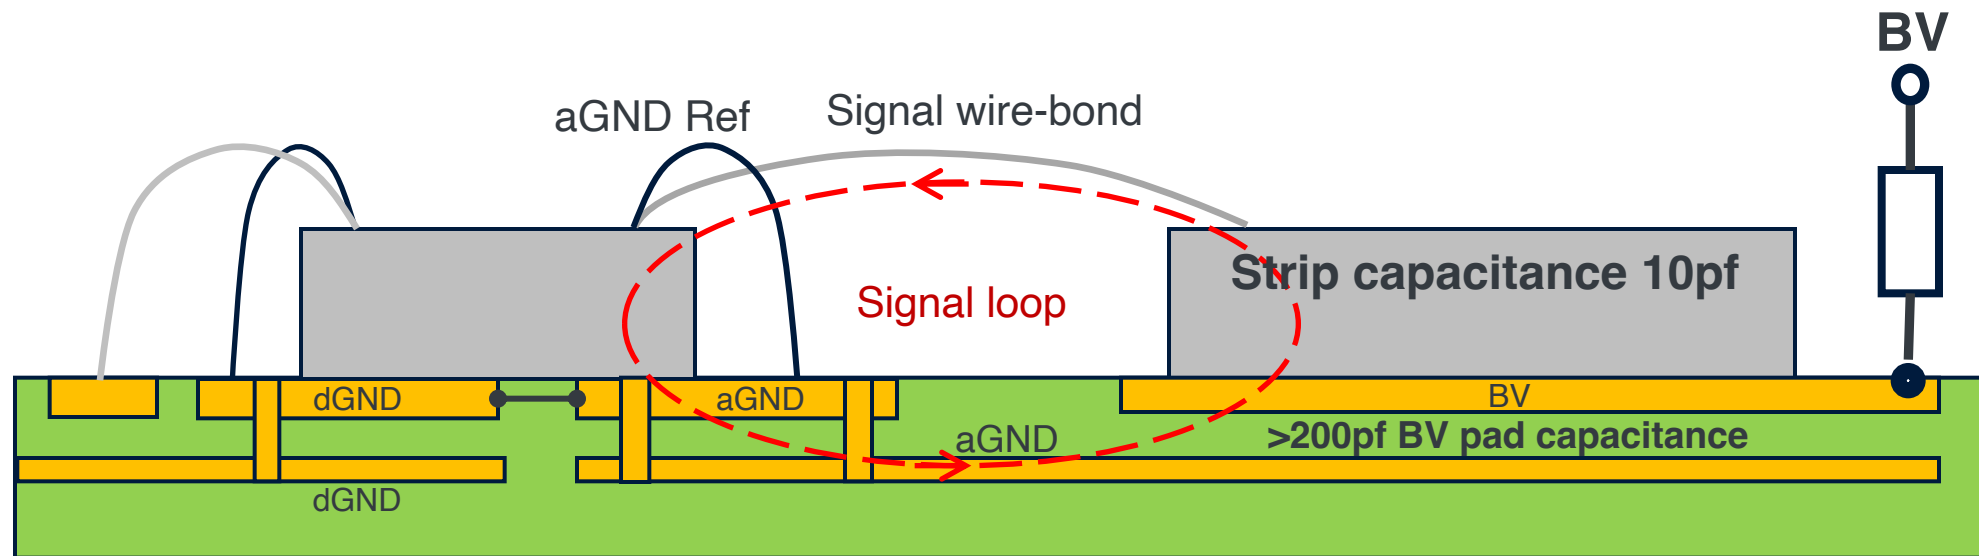 BV
aGND Ref
Signal wire-bond
Strip capacitance 10pf
Signal loop
dGND
aGND
BV
aGND
>200pf BV pad capacitance
dGND